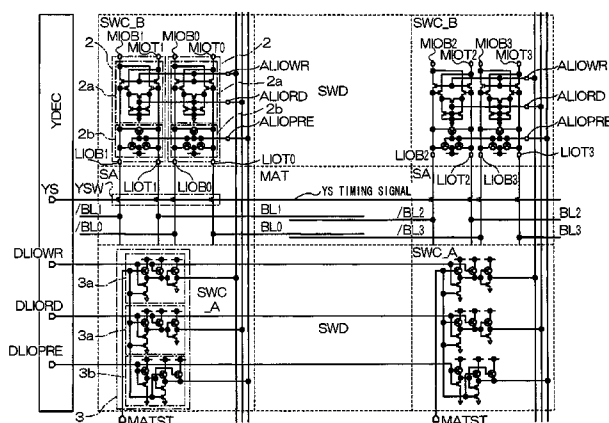 SWC_B
SWC_B
MIOB1
MIOT1
MIOB0
MIOT0
MIOB2
MIOT2
MIOB3
MIOT3
2
2
ALIOWR
ALIOWR
2a
2a
ALIORD
ALIORD
SWD
YDEC
2b
2b
ALIOPRE
ALIOPRE
LIOB1
LIOT0
LIOB2
LIOT3
SA
LIOT1
LIOB0
MAT
SA
LIOT2
LIOB3
YS
YSW
YS TIMING SIGNAL
/BL1
BL1
/BL2
BL2
/BL0
BL0
/BL3
BL3
DLIOWR
SWC_A
3a
SWC
_A
DLIORD
3a
SWD
DLIOPRE
3b
3
MATST
MATST